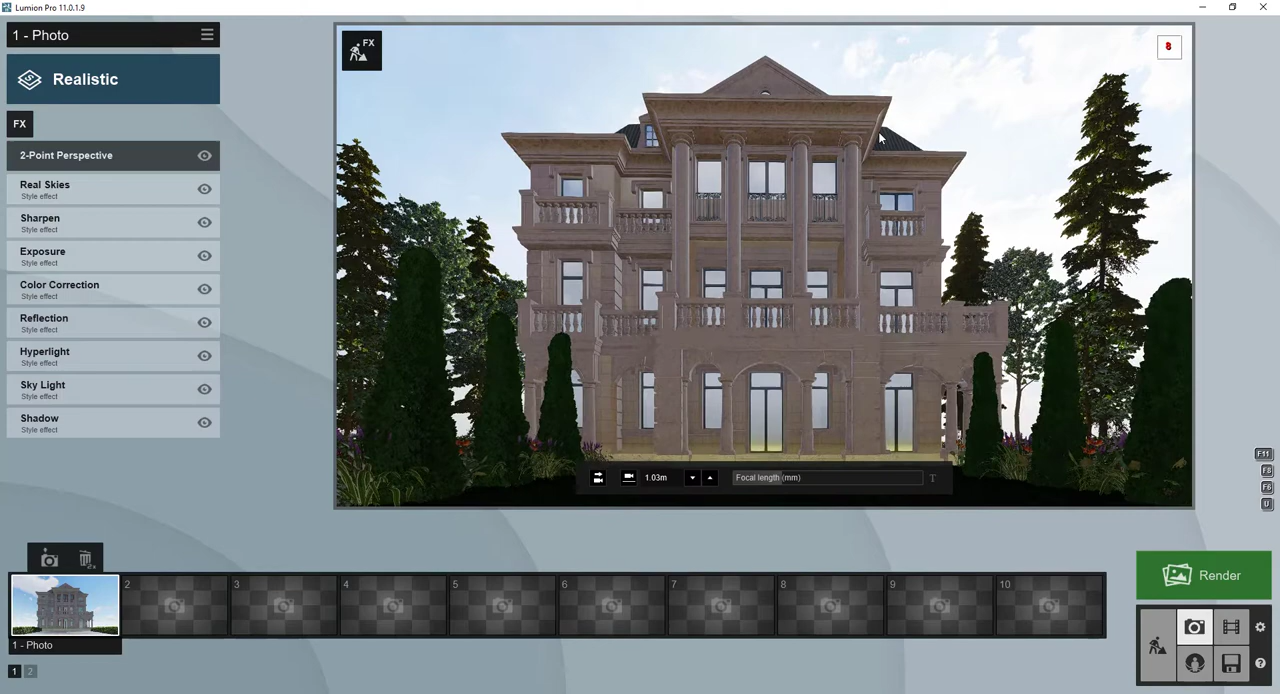 Lumion Pro 11.0.1.9
1 - Photo
Realistic
FX
2-Point Perspective
Real Skies
Style effect
Sharpen
Style effect
Exposure
Style effect
Color Correction
Style effect
Reflection
Style effect
Hyperlight
Style effect
Sky Light
Style effect
Shadow
Style effect
FX
8
1.03m
Focal length (mm)
T
F11
F8
F6
U
2
3
4
5
6
7
8
9
10
1 - Photo
1
2
Render